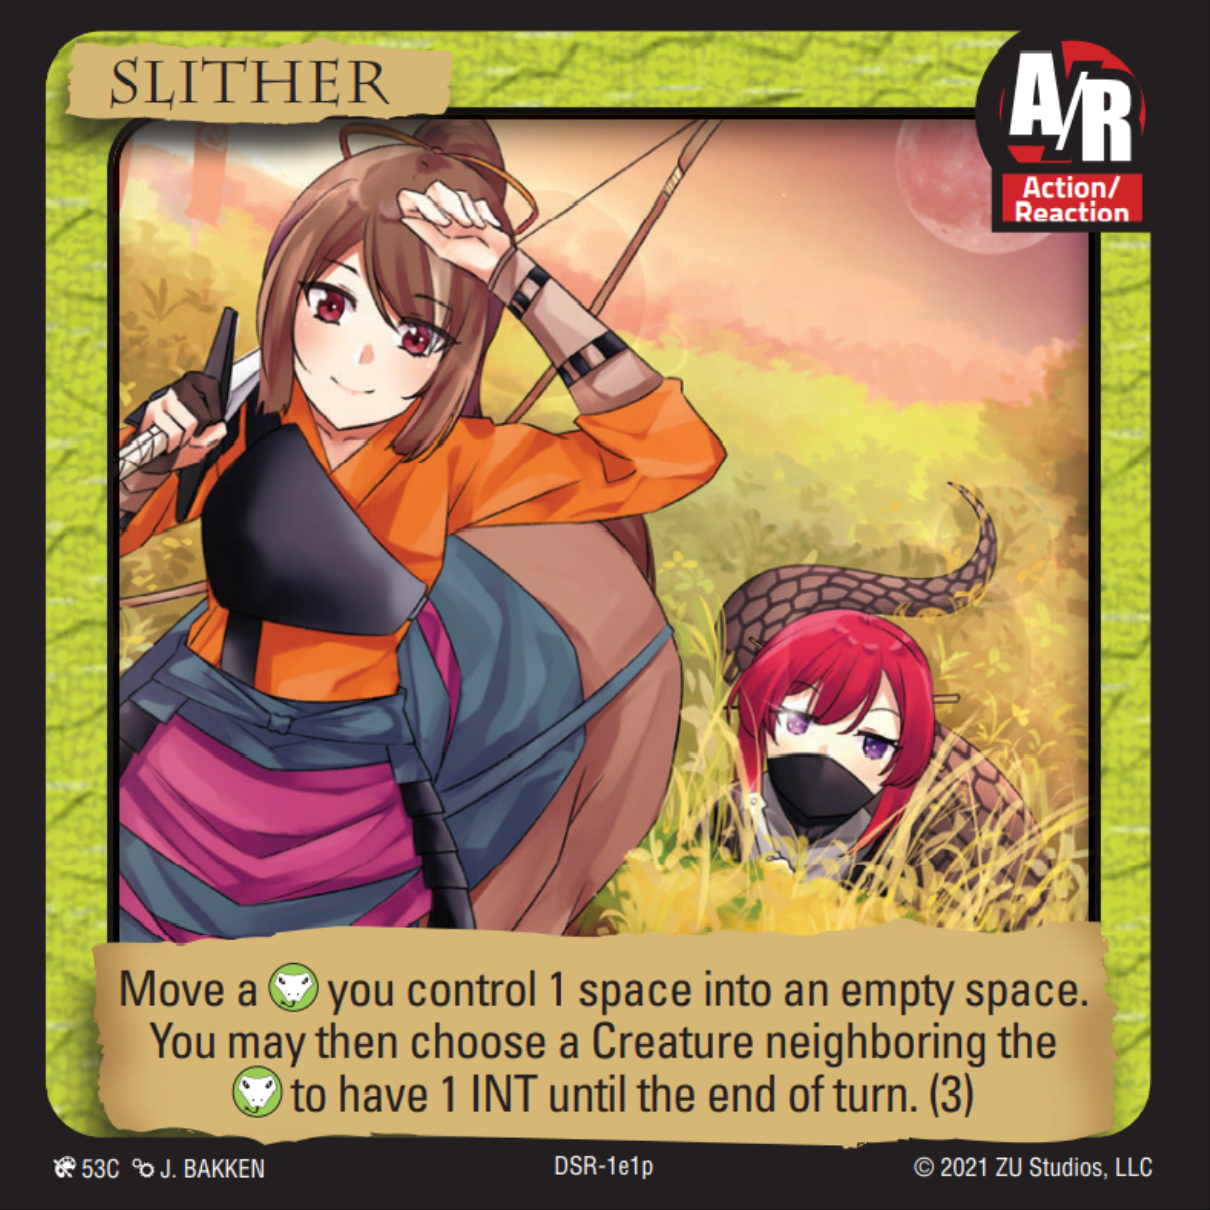 SLITHER
A/R
Action/
Reaction
Move a you control 1 space into an empty space.
You may then choose a Creature neighboring the
to have 1 INT until the end of turn. (3)
53C J. BAKKEN DSR-1e1p © 2021 ZU Studios, LLC